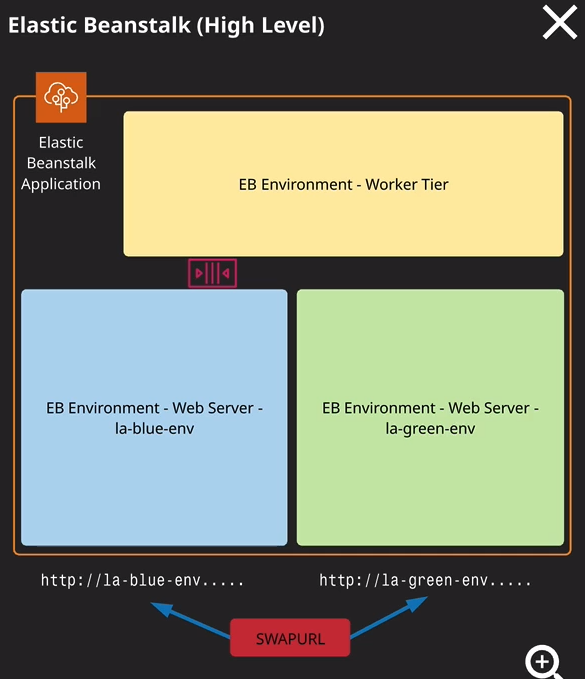 Elastic Beanstalk (High Level)
Elastic
Beanstalk
Application
EB Environment - Worker Tier
EB Environment - Web Server -
la-blue-env
EB Environment - Web Server -
la-green-env
http://la-blue-env.....
http://la-green-env.....
SWAPURL